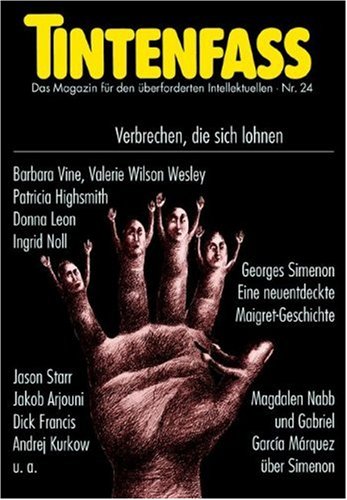 TINTENFASS
Das Magazin für den überforderten Intellektuellen · Nr. 24
Verbrechen, die sich lohnen
Barbara Vine, Valerie Wilson Wesley
Patricia Highsmith
Donna Leon
Ingrid Noll
Georges Simenon
Eine neuentdeckte
Maigret-Geschichte
Jason Starr
Jakob Arjouni
Dick Francis
Andrej Kurkow
u. a.
Magdalen Nabb
und Gabriel
García Márquez
über Simenon